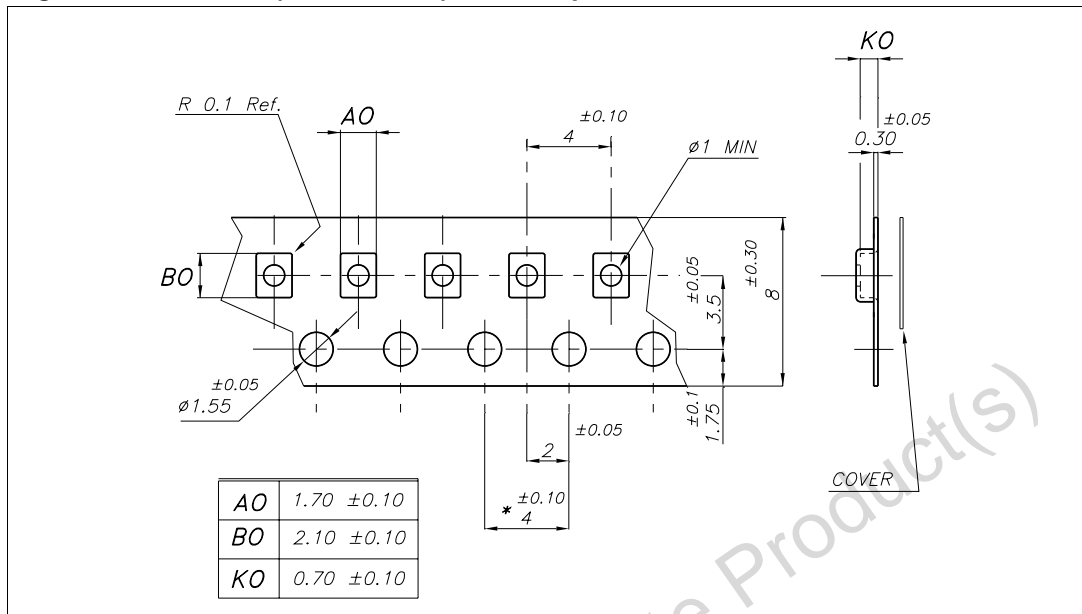 KO
R 0.1 Ref.
AO
±0.10
4
ø1 MIN
±0.05
0.30
BO
±0.05
3.5
±0.30
8
±0.05
ø1.55
±0.1
1.75
±0.05
2
±0.10
* 4
COVER
AO 1.70 ±0.10
BO 2.10 ±0.10
KO 0.70 ±0.10
Product(s)